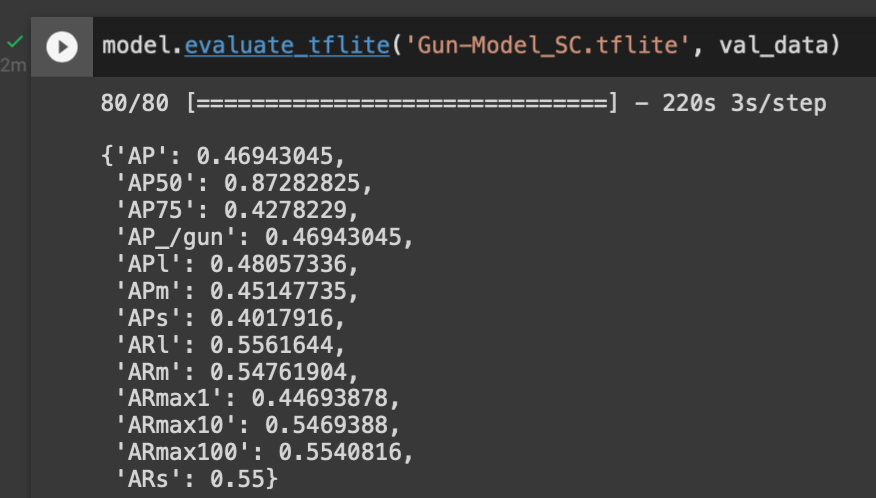 model.evaluate_tflite('Gun-Model_SC.tflite', val_data)
2m
80/80 [==============================] - 220s 3s/step
{'AP': 0.46943045,
'AP50': 0.87282825,
'AP75': 0.4278229,
'AP_/gun': 0.46943045,
'APl': 0.48057336,
'APm': 0.45147735,
'APs': 0.4017916,
'ARl': 0.5561644,
'ARm': 0.54761904,
'ARmax1': 0.44693878,
'ARmax10': 0.5469388,
'ARmax100': 0.5540816,
'ARs': 0.55}